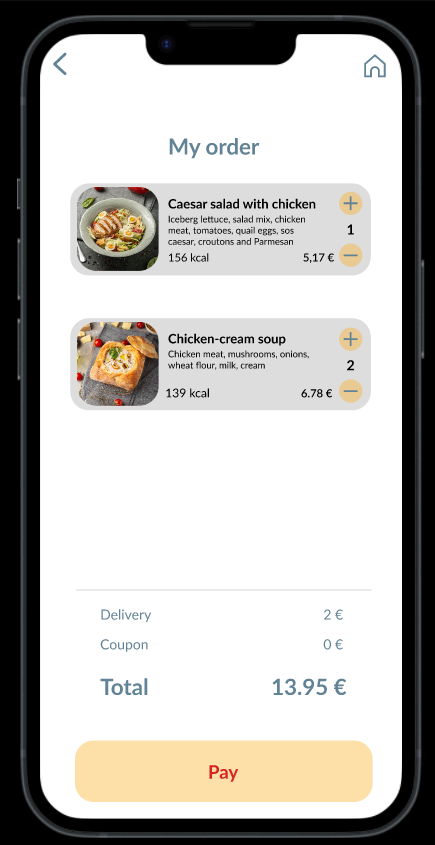 My order
Caesar salad with chicken
Iceberg lettuce, salad mix, chicken
meat, tomatoes, quail eggs, sos
caesar, croutons and Parmesan
156 kcal
5,17 €
1
Chicken-cream soup
Chicken meat, mushrooms, onions,
wheat flour, milk, cream
139 kcal
6.78 €
2
Delivery 2 €
Coupon 0 €
Total 13.95 €
Pay